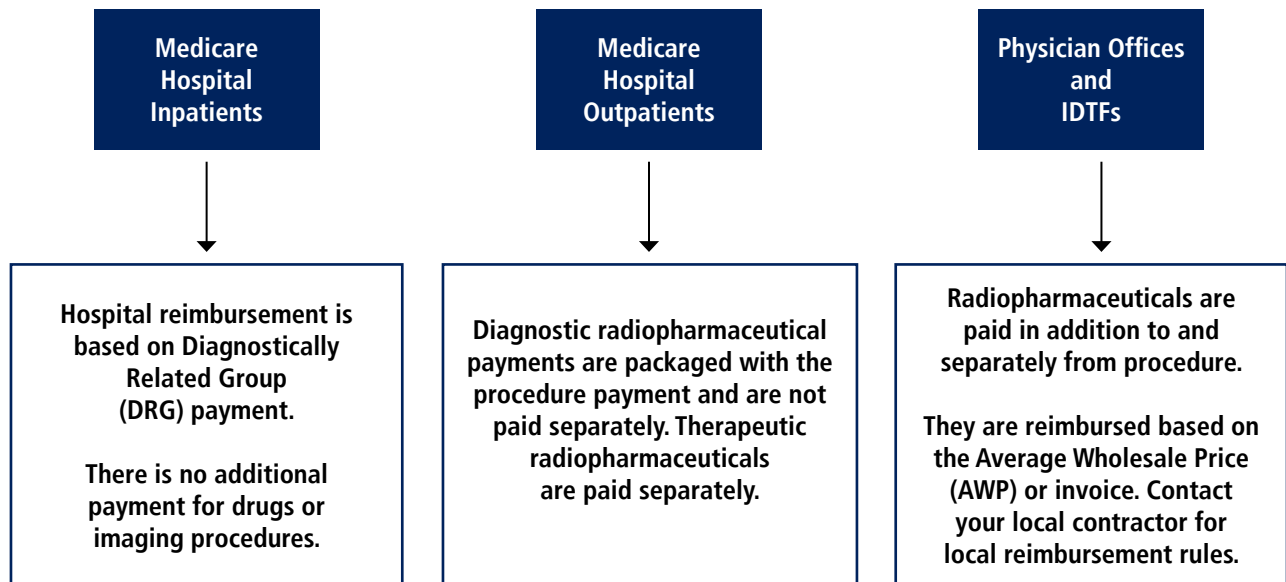 Medicare
Hospital
Inpatients
Hospital reimbursement is
based on Diagnostically
Related Group
(DRG) payment.
There is no additional
payment for drugs or
imaging procedures.
Medicare
Hospital
Outpatients
Diagnostic radiopharmaceutical
payments are packaged with the
procedure payment and are not
paid separately. Therapeutic
radiopharmaceuticals
are paid separately.
Physician Offices
and
IDTFs
Radiopharmaceuticals are
paid in addition to and
separately from procedure.
They are reimbursed based on
the Average Wholesale Price
(AWP) or invoice. Contact
your local contractor for
local reimbursement rules.